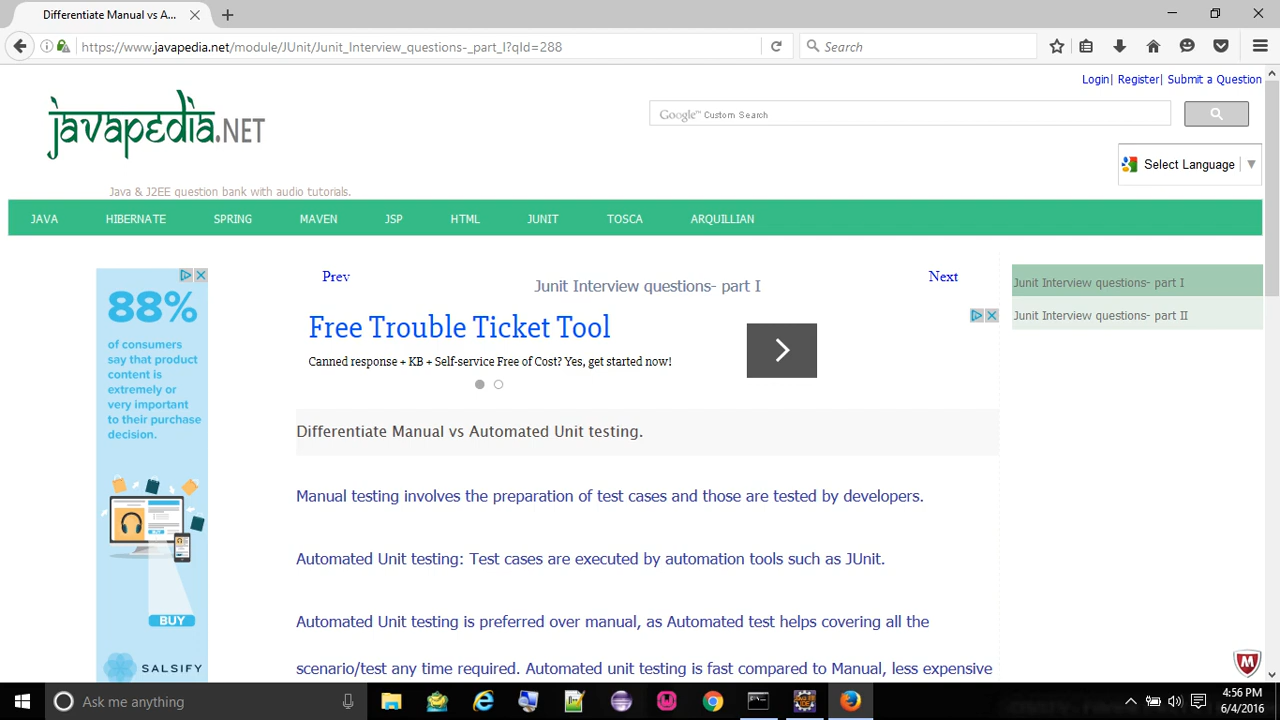 Differentiate Manual vs A...
https://www.javapedia.net/module/JUnit/Junit_Interview_questions-_part_I?qId=288
Search
Login| Register| Submit a Question
javapedia.NET
Google™ Custom Search
Select Language
Java & J2EE question bank with audio tutorials.
JAVA HIBERNATE SPRING MAVEN JSP HTML JUNIT TOSCA ARQUILLIAN
Prev
Junit Interview questions- part I
Next
Junit Interview questions- part I
Junit Interview questions- part II
88%
of consumers
say that product
content is
extremely or
very important
to their purchase
decision.
BUY
SALSIFY
Free Trouble Ticket Tool
Canned response + KB + Self-service Free of Cost? Yes, get started now!
Differentiate Manual vs Automated Unit testing.
Manual testing involves the preparation of test cases and those are tested by developers.
Automated Unit testing: Test cases are executed by automation tools such as JUnit.
Automated Unit testing is preferred over manual, as Automated test helps covering all the
scenario/test any time required. Automated unit testing is fast compared to Manual, less expensive
Ask me anything
4:56 PM
6/4/2016